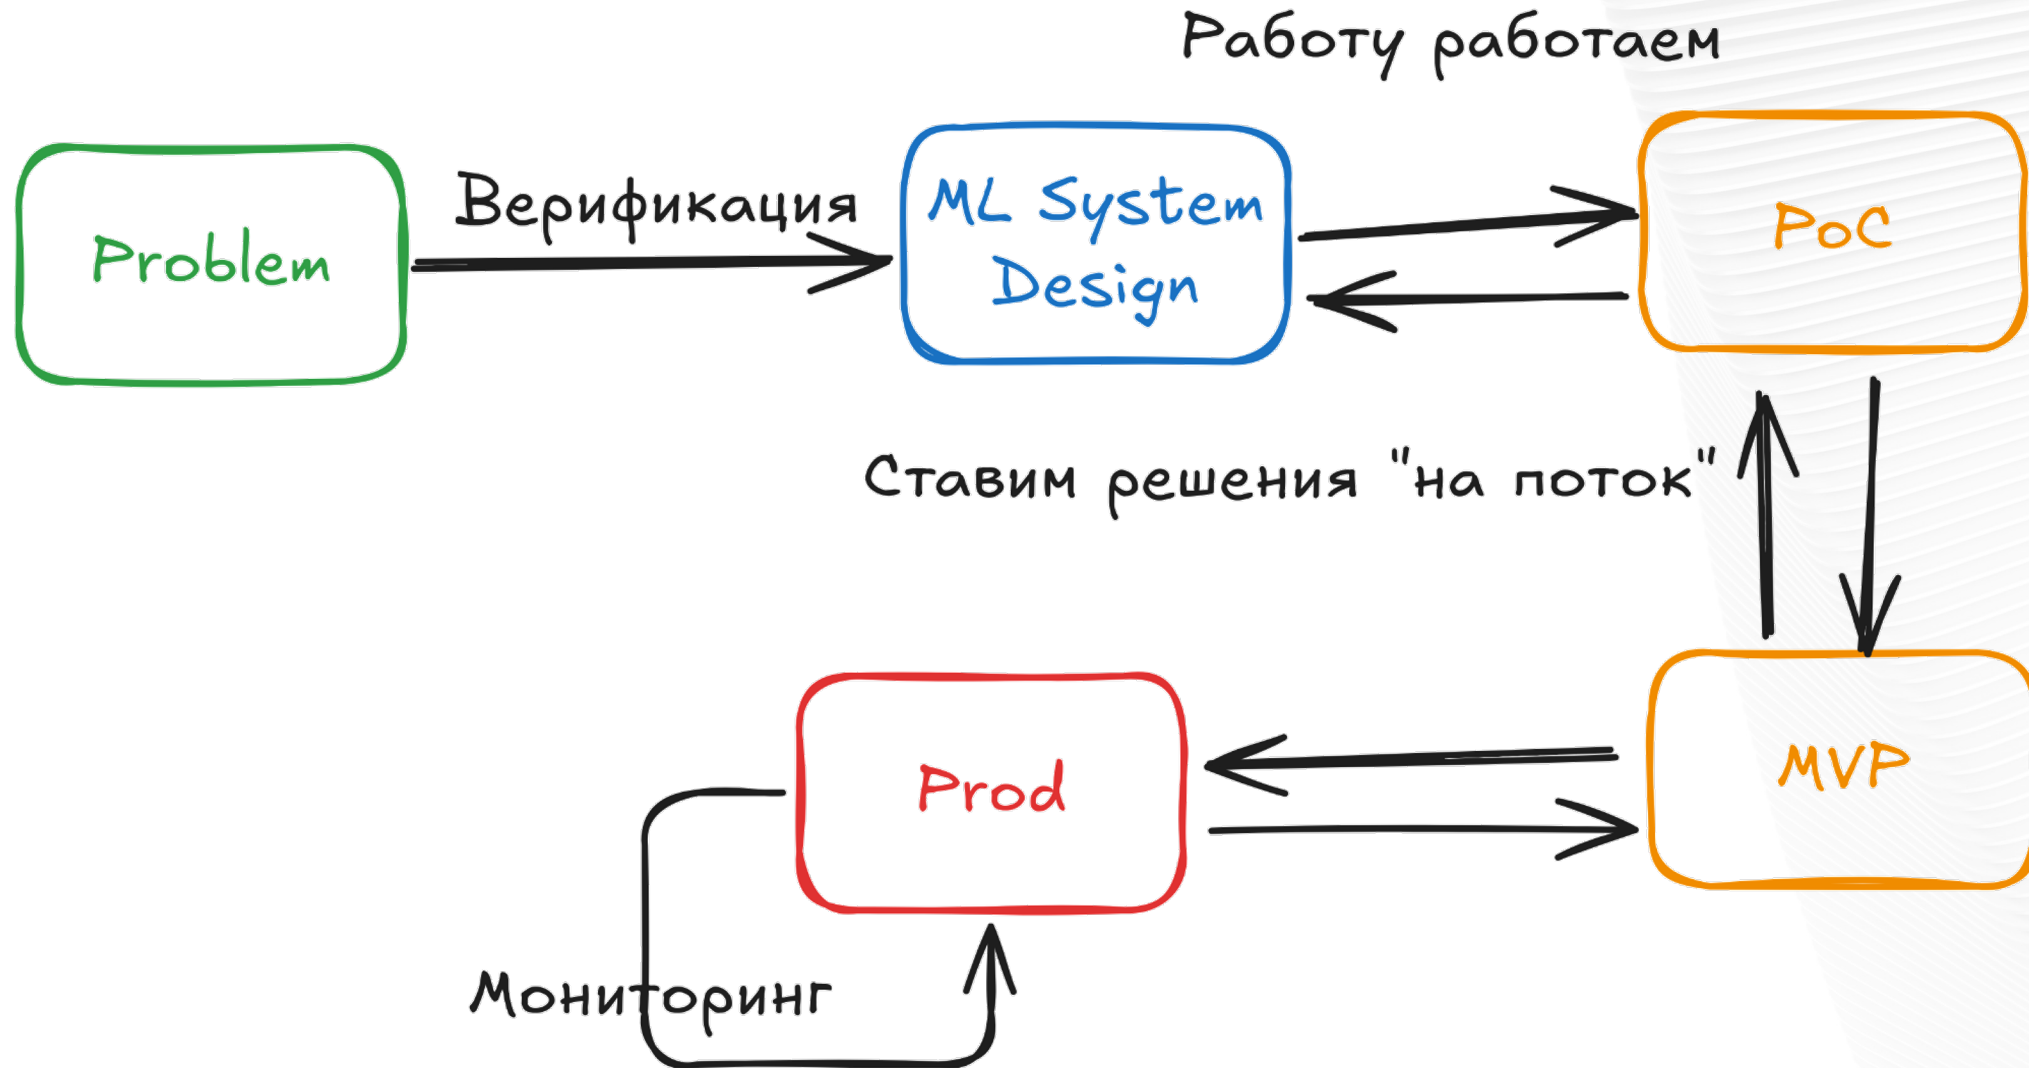 Работу работаем
Problem
Верификация
ML System
Design
PoC
Ставим решения "на поток"
Prod
MVP
Мониторинг